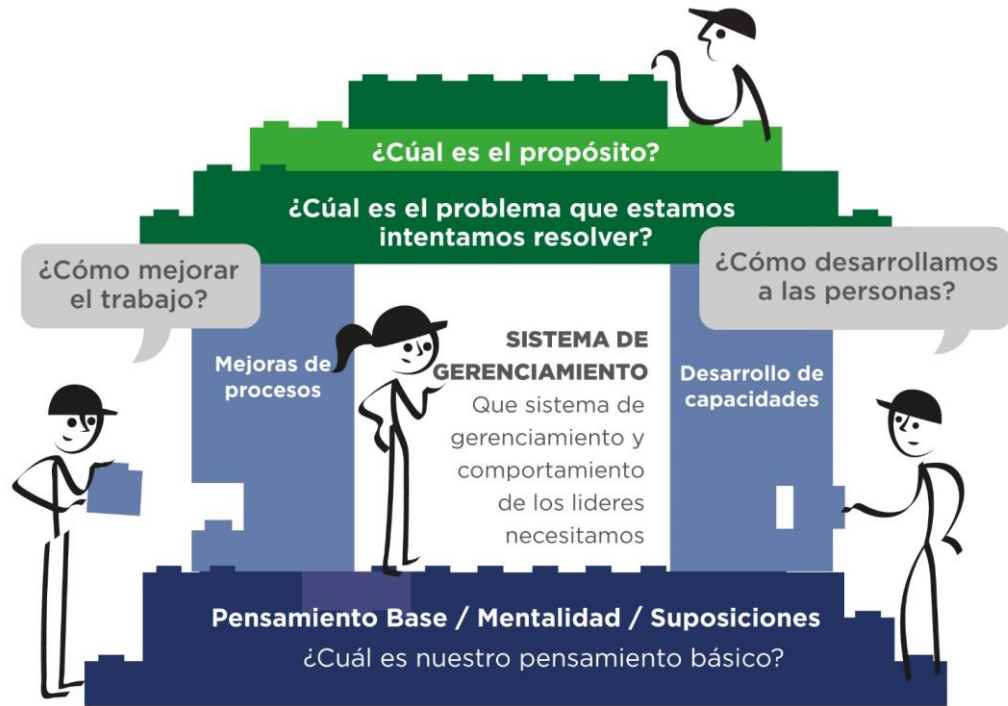 ¿Cúal es el propósito?
¿Cúal es el problema que estamos
intentamos resolver?
¿Cómo mejorar
el trabajo?
¿Cómo desarrollamos
a las personas?
Mejoras de
procesos
SISTEMA DE
GERENCIAMIENTO
Que sistema de
gerenciamiento y
comportamiento
de los lideres
necesitamos
Desarrollo de
capacidades
Pensamiento Base / Mentalidad / Suposiciones
¿Cuál es nuestro pensamiento básico?